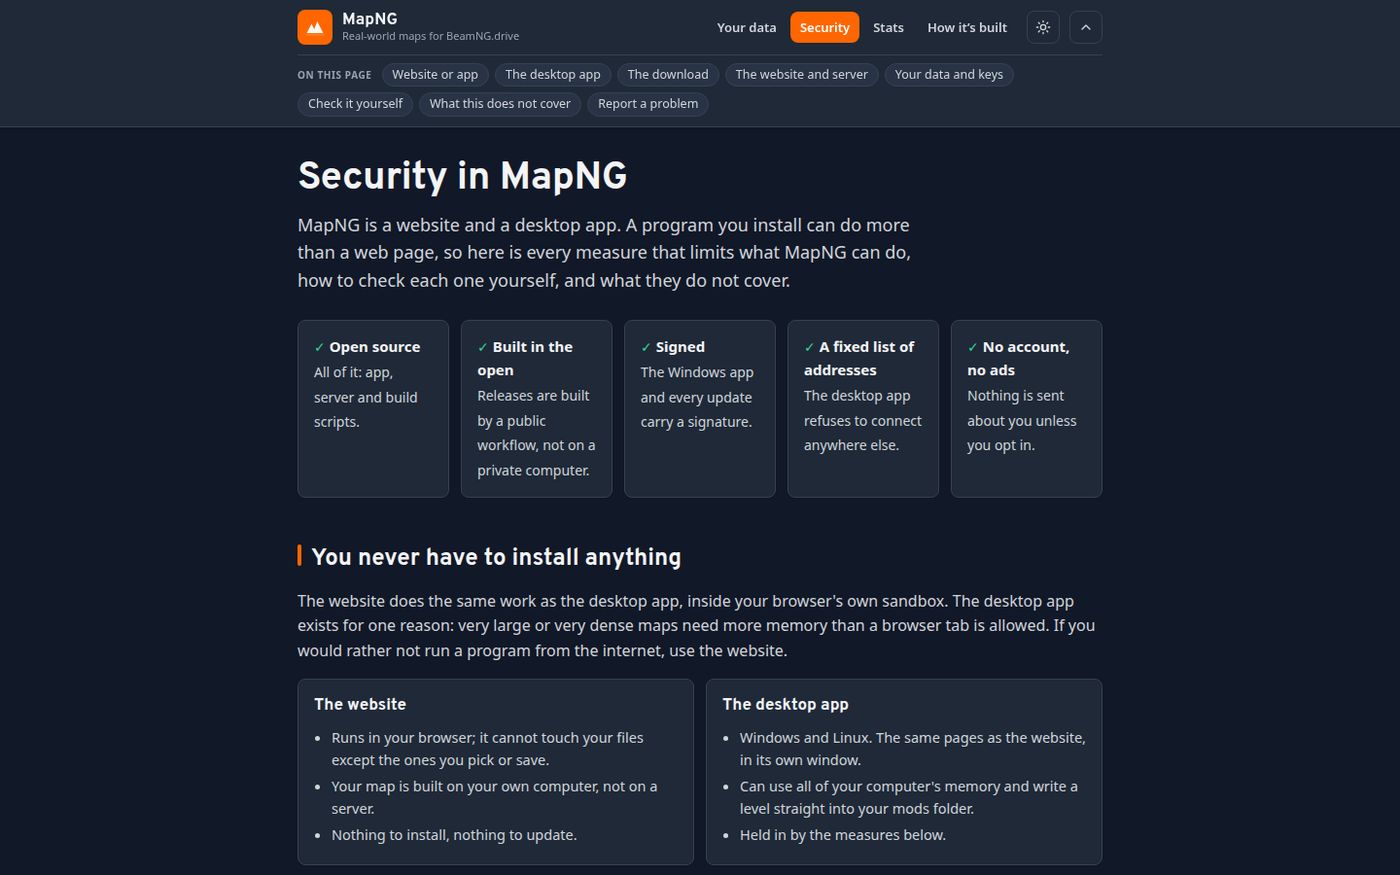 MapNG
Real-world maps for BeamNG.drive
Your data
Security
Stats
How it's built
ON THIS PAGE
Website or app
The desktop app
The download
The website and server
Your data and keys
Check it yourself
What this does not cover
Report a problem
Security in MapNG
MapNG is a website and a desktop app. A program you install can do more
than a web page, so here is every measure that limits what MapNG can do,
how to check each one yourself, and what they do not cover.
✓ Open source
All of it: app,
server and build
scripts.
✓ Built in the
open
Releases are built
by a public
workflow, not on a
private computer.
✓ Signed
The Windows app
and every update
carry a signature.
✓ A fixed list of
addresses
The desktop app
refuses to connect
anywhere else.
✓ No account,
no ads
Nothing is sent
about you unless
you opt in.
You never have to install anything
The website does the same work as the desktop app, inside your browser's own sandbox. The desktop app
exists for one reason: very large or very dense maps need more memory than a browser tab is allowed. If you
would rather not run a program from the internet, use the website.
The website
• Runs in your browser; it cannot touch your files
except the ones you pick or save.
• Your map is built on your own computer, not on a
server.
• Nothing to install, nothing to update.
The desktop app
• Windows and Linux. The same pages as the website,
in its own window.
• Can use all of your computer's memory and write a
level straight into your mods folder.
• Held in by the measures below.